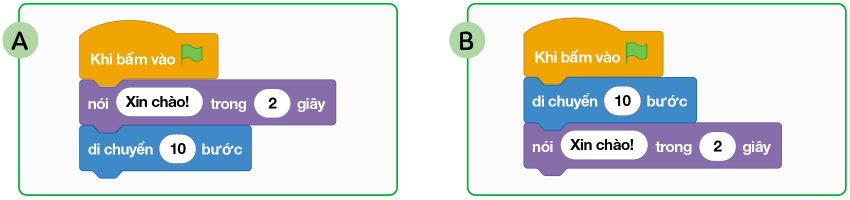 A
Khi bấm vào
nói Xin chào! trong 2 giây
di chuyển 10 bước
B
Khi bấm vào
di chuyển 10 bước
nói Xin chào! trong 2 giây